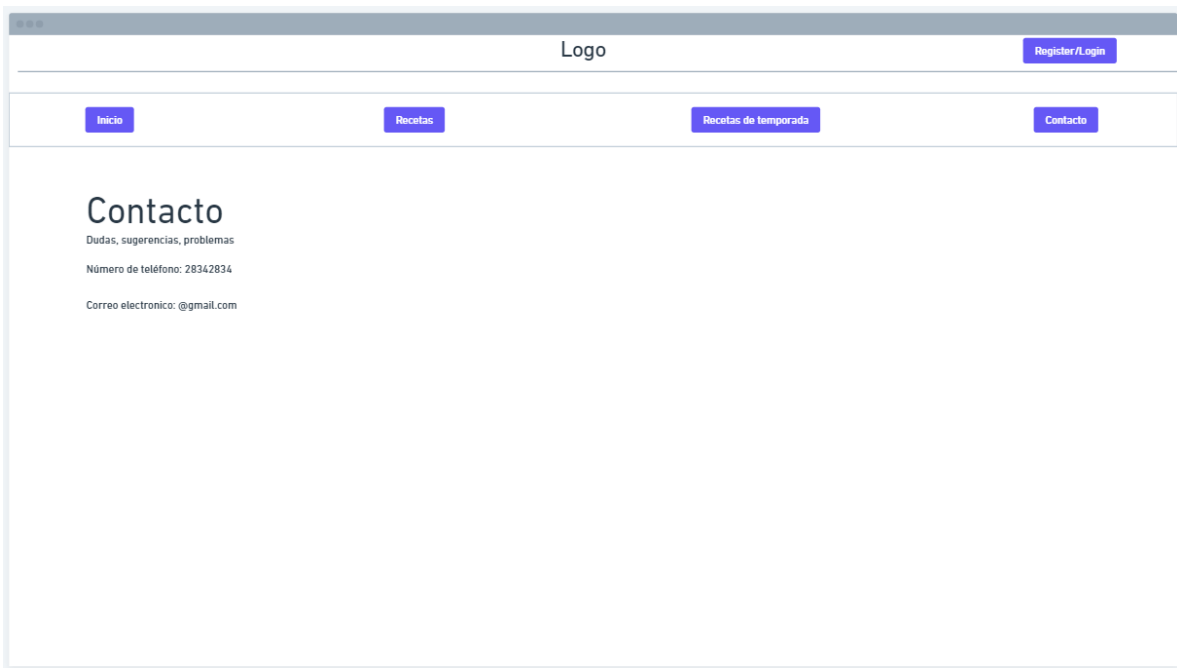 Logo
Register/Login
Inicio
Recetas
Recetas de temporada
Contacto
Contacto
Dudas, sugerencias, problemas
Número de teléfono: 28342834
Correo electronico: @gmail.com